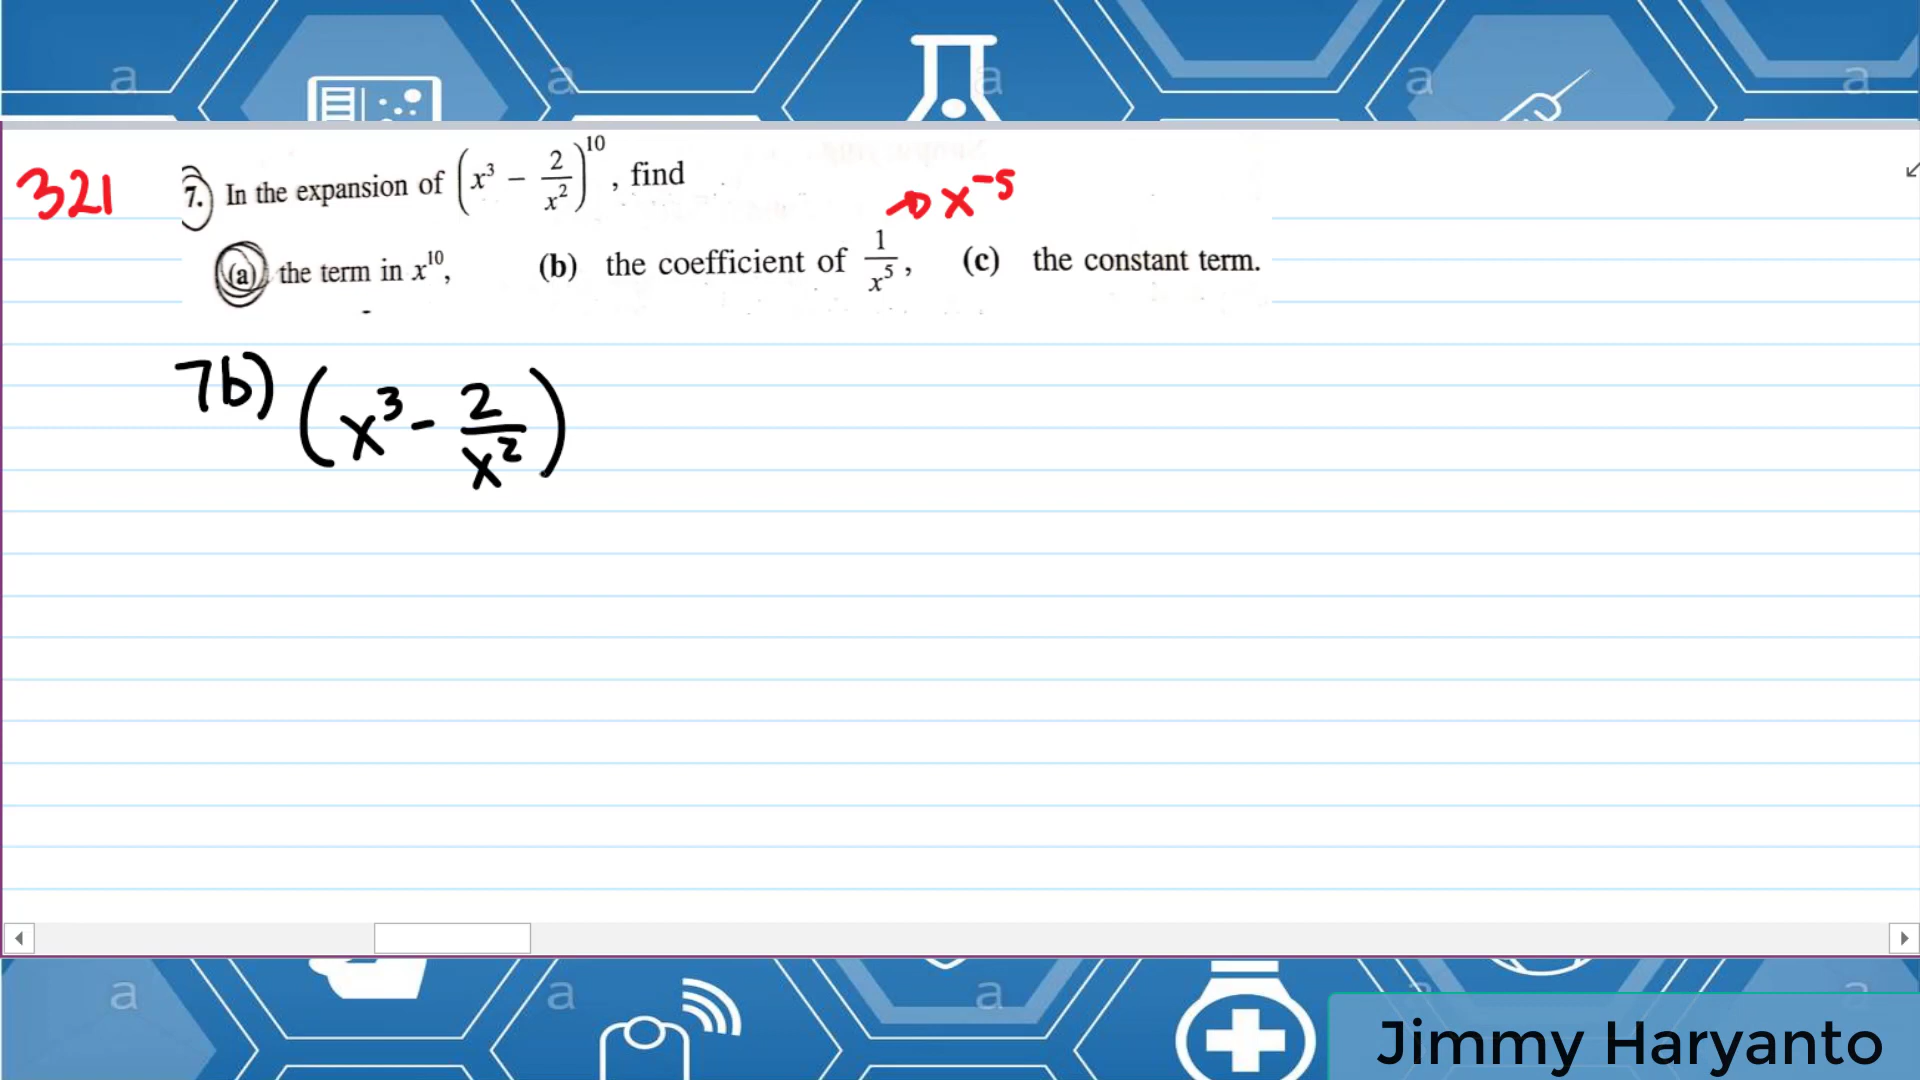 a a a a a
321
7. In the expansion of (x³ − 2/x²)¹⁰, find
→ x⁻⁵
(a) the term in x¹⁰, (b) the coefficient of 1/x⁵, (c) the constant term.
7b) (x³ - 2/x²)
a a a a a
Jimmy Haryanto